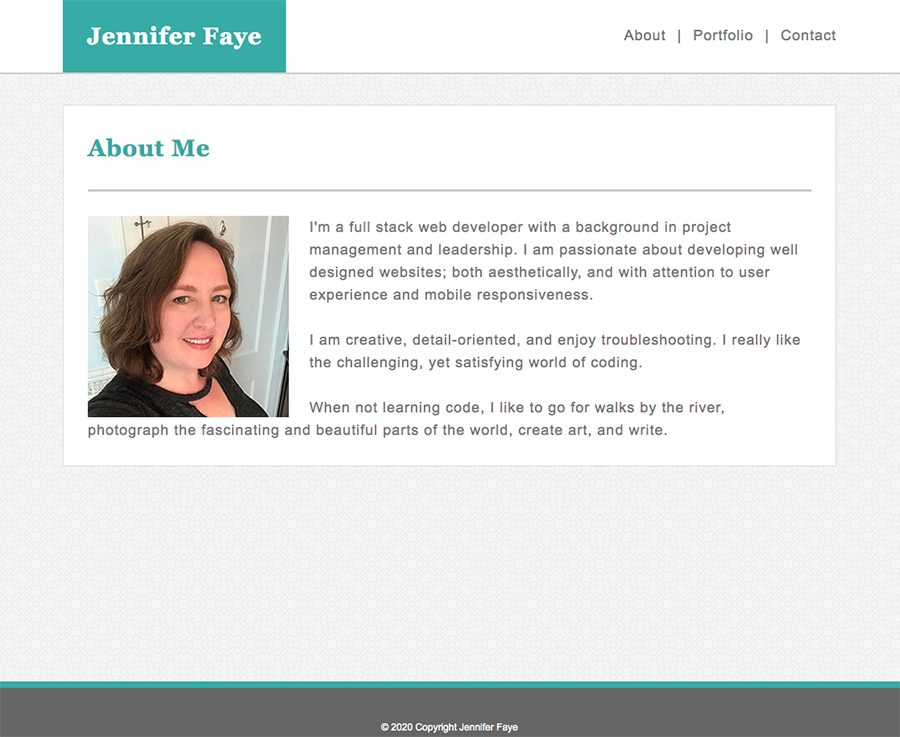 Jennifer Faye
About | Portfolio | Contact
About Me
I'm a full stack web developer with a background in project
management and leadership. I am passionate about developing well
designed websites; both aesthetically, and with attention to user
experience and mobile responsiveness.
I am creative, detail-oriented, and enjoy troubleshooting. I really like
the challenging, yet satisfying world of coding.
When not learning code, I like to go for walks by the river,
photograph the fascinating and beautiful parts of the world, create art, and write.
© 2020 Copyright Jennifer Faye